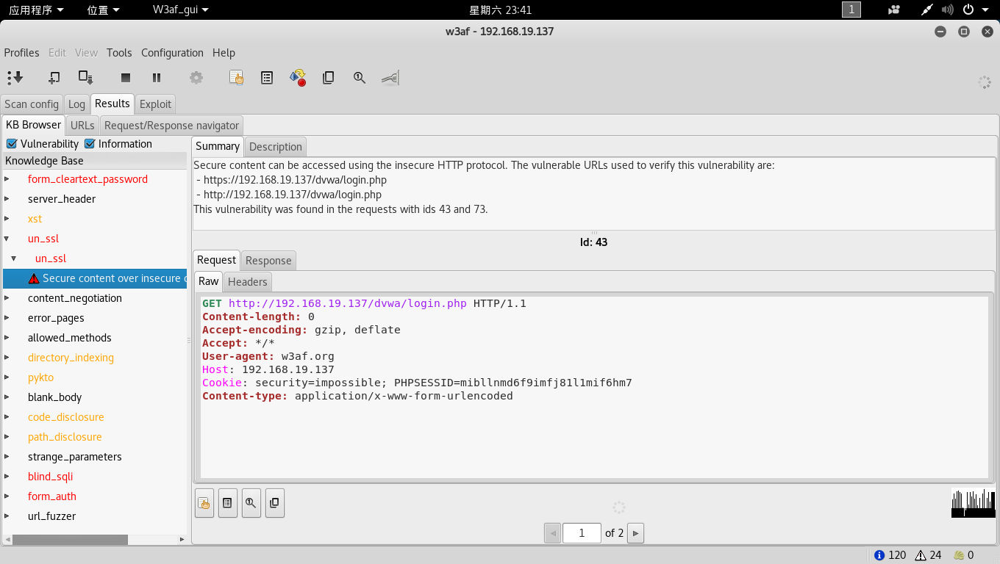 应用程序 位置 W3af_gui 星期六 23:41 1
w3af - 192.168.19.137
Profiles Edit View Tools Configuration Help
Scan config Log Results Exploit
KB Browser URLs Request/Response navigator
Vulnerability Information
Knowledge Base
form_cleartext_password
server_header
xst
un_ssl
un_ssl
Secure content over insecure c
content_negotiation
error_pages
allowed_methods
directory_indexing
pykto
blank_body
code_disclosure
path_disclosure
strange_parameters
blind_sqli
form_auth
url_fuzzer
Summary Description
Secure content can be accessed using the insecure HTTP protocol. The vulnerable URLs used to verify this vulnerability are:
- https://192.168.19.137/dvwa/login.php
- http://192.168.19.137/dvwa/login.php
This vulnerability was found in the requests with ids 43 and 73.
Id: 43
Request Response
Raw Headers
GET http://192.168.19.137/dvwa/login.php HTTP/1.1
Content-length: 0
Accept-encoding: gzip, deflate
Accept: */*
User-agent: w3af.org
Host: 192.168.19.137
Cookie: security=impossible; PHPSESSID=mibllnmd6f9imfj81l1mif6hm7
Content-type: application/x-www-form-urlencoded
1 of 2
120 24 0